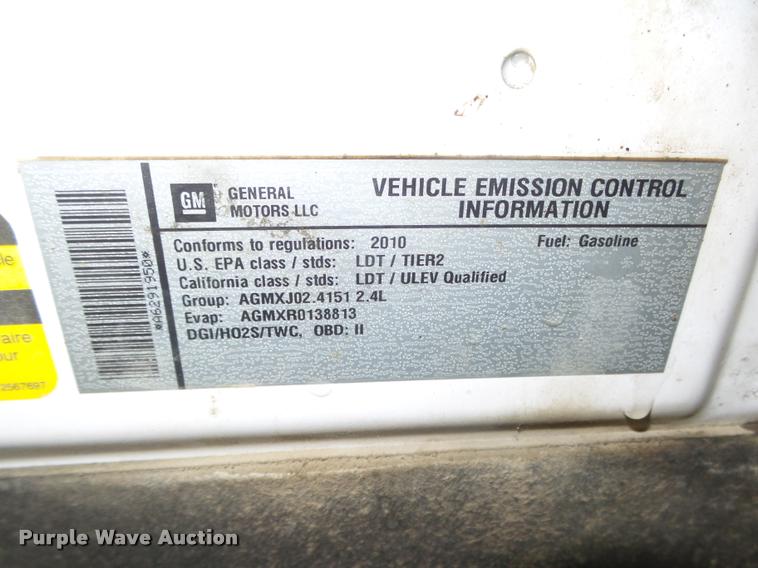 GM
GENERAL
MOTORS LLC
VEHICLE EMISSION CONTROL
INFORMATION
Conforms to regulations: 2010 Fuel: Gasoline
U.S. EPA class / stds: LDT / TIER2
California class / stds: LDT / ULEV Qualified
Group: AGMXJ02.4151 2.4L
Evap: AGMXR0138813
DGI/HO2S/TWC, OBD: II
*A6291950*
2567697
Purple Wave Auction